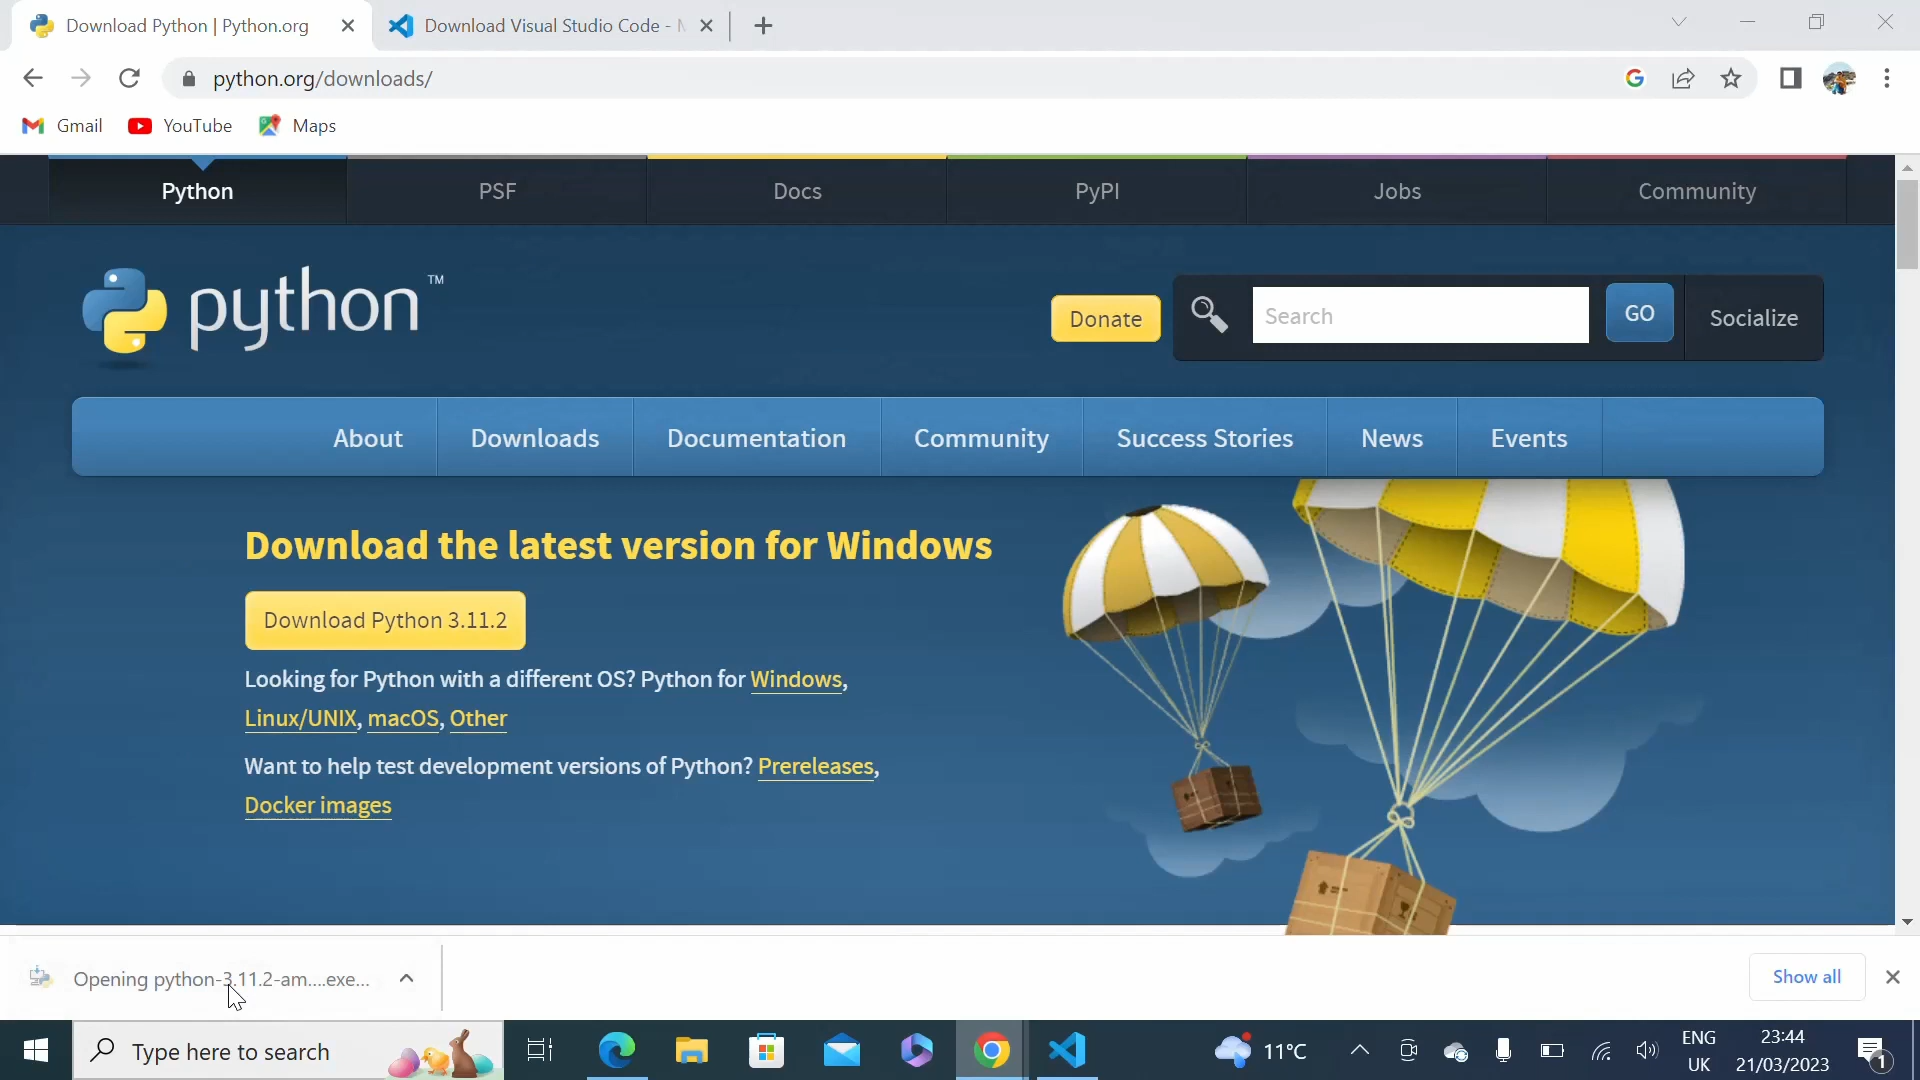 Download Python | Python.org
Download Visual Studio Code -
python.org/downloads/
Gmail YouTube Maps
Python PSF Docs PyPI Jobs Community
python™
Donate
Search
GO
Socialize
About Downloads Documentation Community Success Stories News Events
Download the latest version for Windows
Download Python 3.11.2
Looking for Python with a different OS? Python for Windows,
Linux/UNIX, macOS, Other
Want to help test development versions of Python? Prereleases,
Docker images
Opening python-3.11.2-am....exe...
Show all
Type here to search
11°C
ENG
UK
23:44
21/03/2023
1